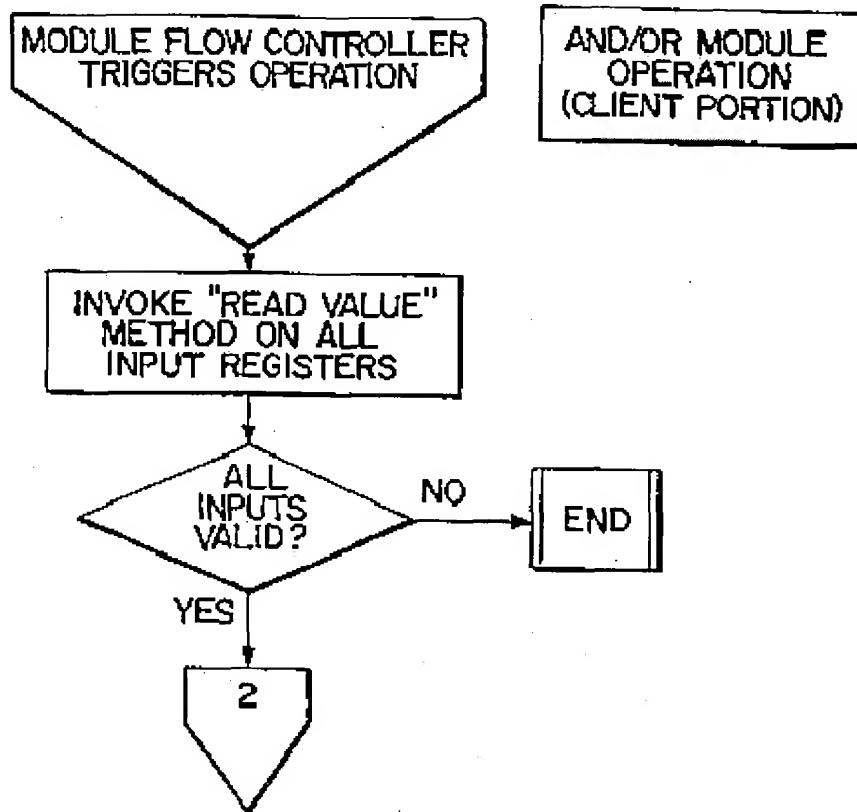 MODULE FLOW CONTROLLER
TRIGGERS OPERATION
AND/OR MODULE
OPERATION
(CLIENT PORTION)
INVOKE "READ VALUE"
METHOD ON ALL
INPUT REGISTERS
ALL
INPUTS
VALID?
NO
END
YES
2